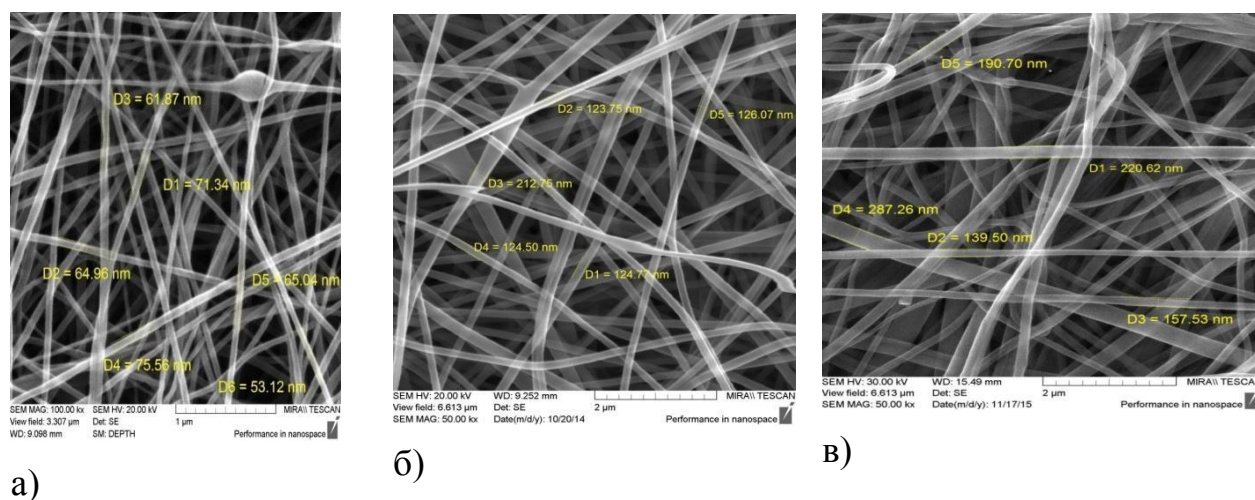 D3 = 61.87 nm
D1 = 71.34 nm
D2 = 64.96 nm
D5 = 65.04 nm
D4 = 75.56 nm
D6 = 53.12 nm
SEM MAG: 100.00 kx SEM HV: 20.00 kV
View field: 3.307 µm Det: SE 1 µm MIRA\\ TESCAN
WD: 9.098 mm SM: DEPTH Performance in nanospace
а)
D2 = 123.75 nm
D5 = 126.07 nm
D3 = 212.75 nm
D4 = 124.50 nm
D1 = 124.77 nm
SEM HV: 20.00 kV WD: 9.252 mm MIRA\\ TESCAN
View field: 6.613 µm Det: SE 2 µm
SEM MAG: 50.00 kx Date(m/d/y): 10/20/14 Performance in nanospace
б)
D5 = 190.70 nm
D1 = 220.62 nm
D4 = 287.26 nm
D2 = 139.50 nm
D3 = 157.53 nm
SEM HV: 30.00 kV WD: 15.49 mm MIRA\\ TESCAN
View field: 6.613 µm Det: SE 2 µm
SEM MAG: 50.00 kx Date(m/d/y): 11/17/15 Performance in nanospace
в)